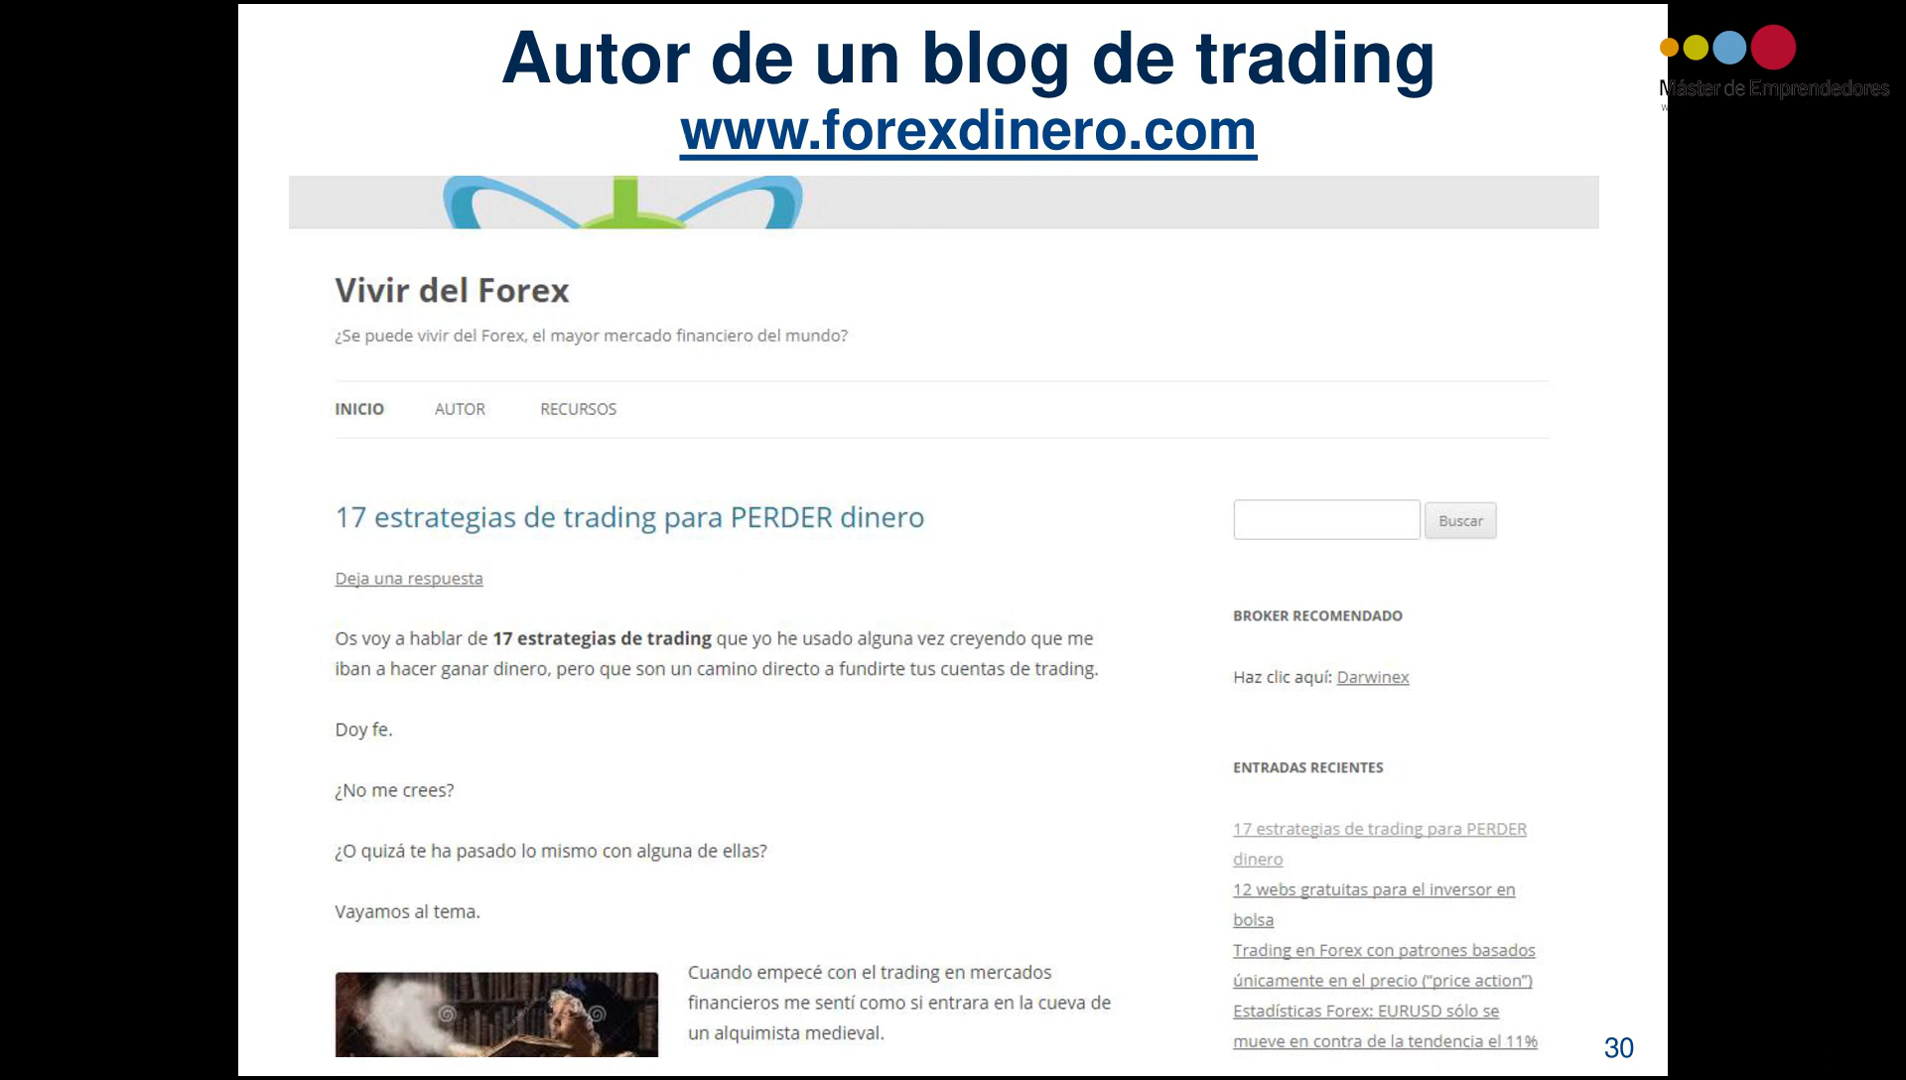 Autor de un blog de trading
www.forexdinero.com
Máster de Emprendedores
Vivir del Forex
¿Se puede vivir del Forex, el mayor mercado financiero del mundo?
INICIO AUTOR RECURSOS
17 estrategias de trading para PERDER dinero
Deja una respuesta
Os voy a hablar de 17 estrategias de trading que yo he usado alguna vez creyendo que me
iban a hacer ganar dinero, pero que son un camino directo a fundirte tus cuentas de trading.
Doy fe.
¿No me crees?
¿O quizá te ha pasado lo mismo con alguna de ellas?
Vayamos al tema.
Cuando empecé con el trading en mercados
financieros me sentí como si entrara en la cueva de
un alquimista medieval.
Buscar
BROKER RECOMENDADO
Haz clic aquí: Darwinex
ENTRADAS RECIENTES
17 estrategias de trading para PERDER
dinero
12 webs gratuitas para el inversor en
bolsa
Trading en Forex con patrones basados
únicamente en el precio (“price action”)
Estadísticas Forex: EURUSD sólo se
mueve en contra de la tendencia el 11%
30